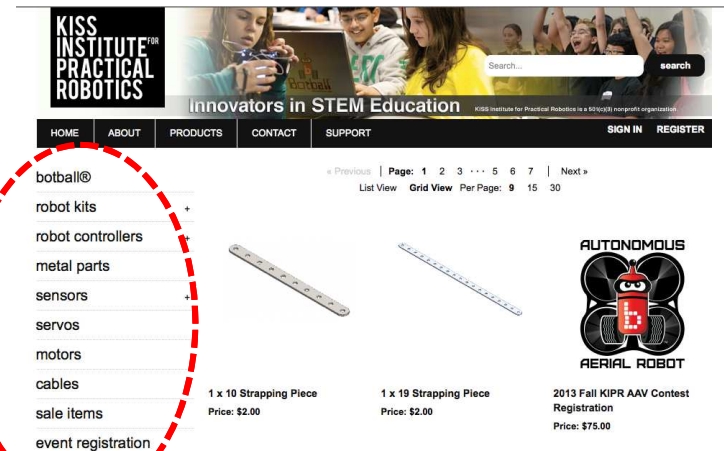 KISS
INSTITUTE FOR
PRACTICAL
ROBOTICS
Botball
Search...
search
Innovators in STEM Education
KISS Institute for Practical Robotics is a 501(c)(3) nonprofit organization
HOME ABOUT PRODUCTS CONTACT SUPPORT SIGN IN REGISTER
botball®
robot kits +
robot controllers +
metal parts
sensors +
servos
motors
cables
sale items
event registration
« Previous | Page: 1 2 3 ··· 5 6 7 | Next »
List View Grid View Per Page: 9 15 30
1 x 10 Strapping Piece
Price: $2.00
1 x 19 Strapping Piece
Price: $2.00
AUTONOMOUS
b
AERIAL ROBOT
2013 Fall KIPR AAV Contest
Registration
Price: $75.00